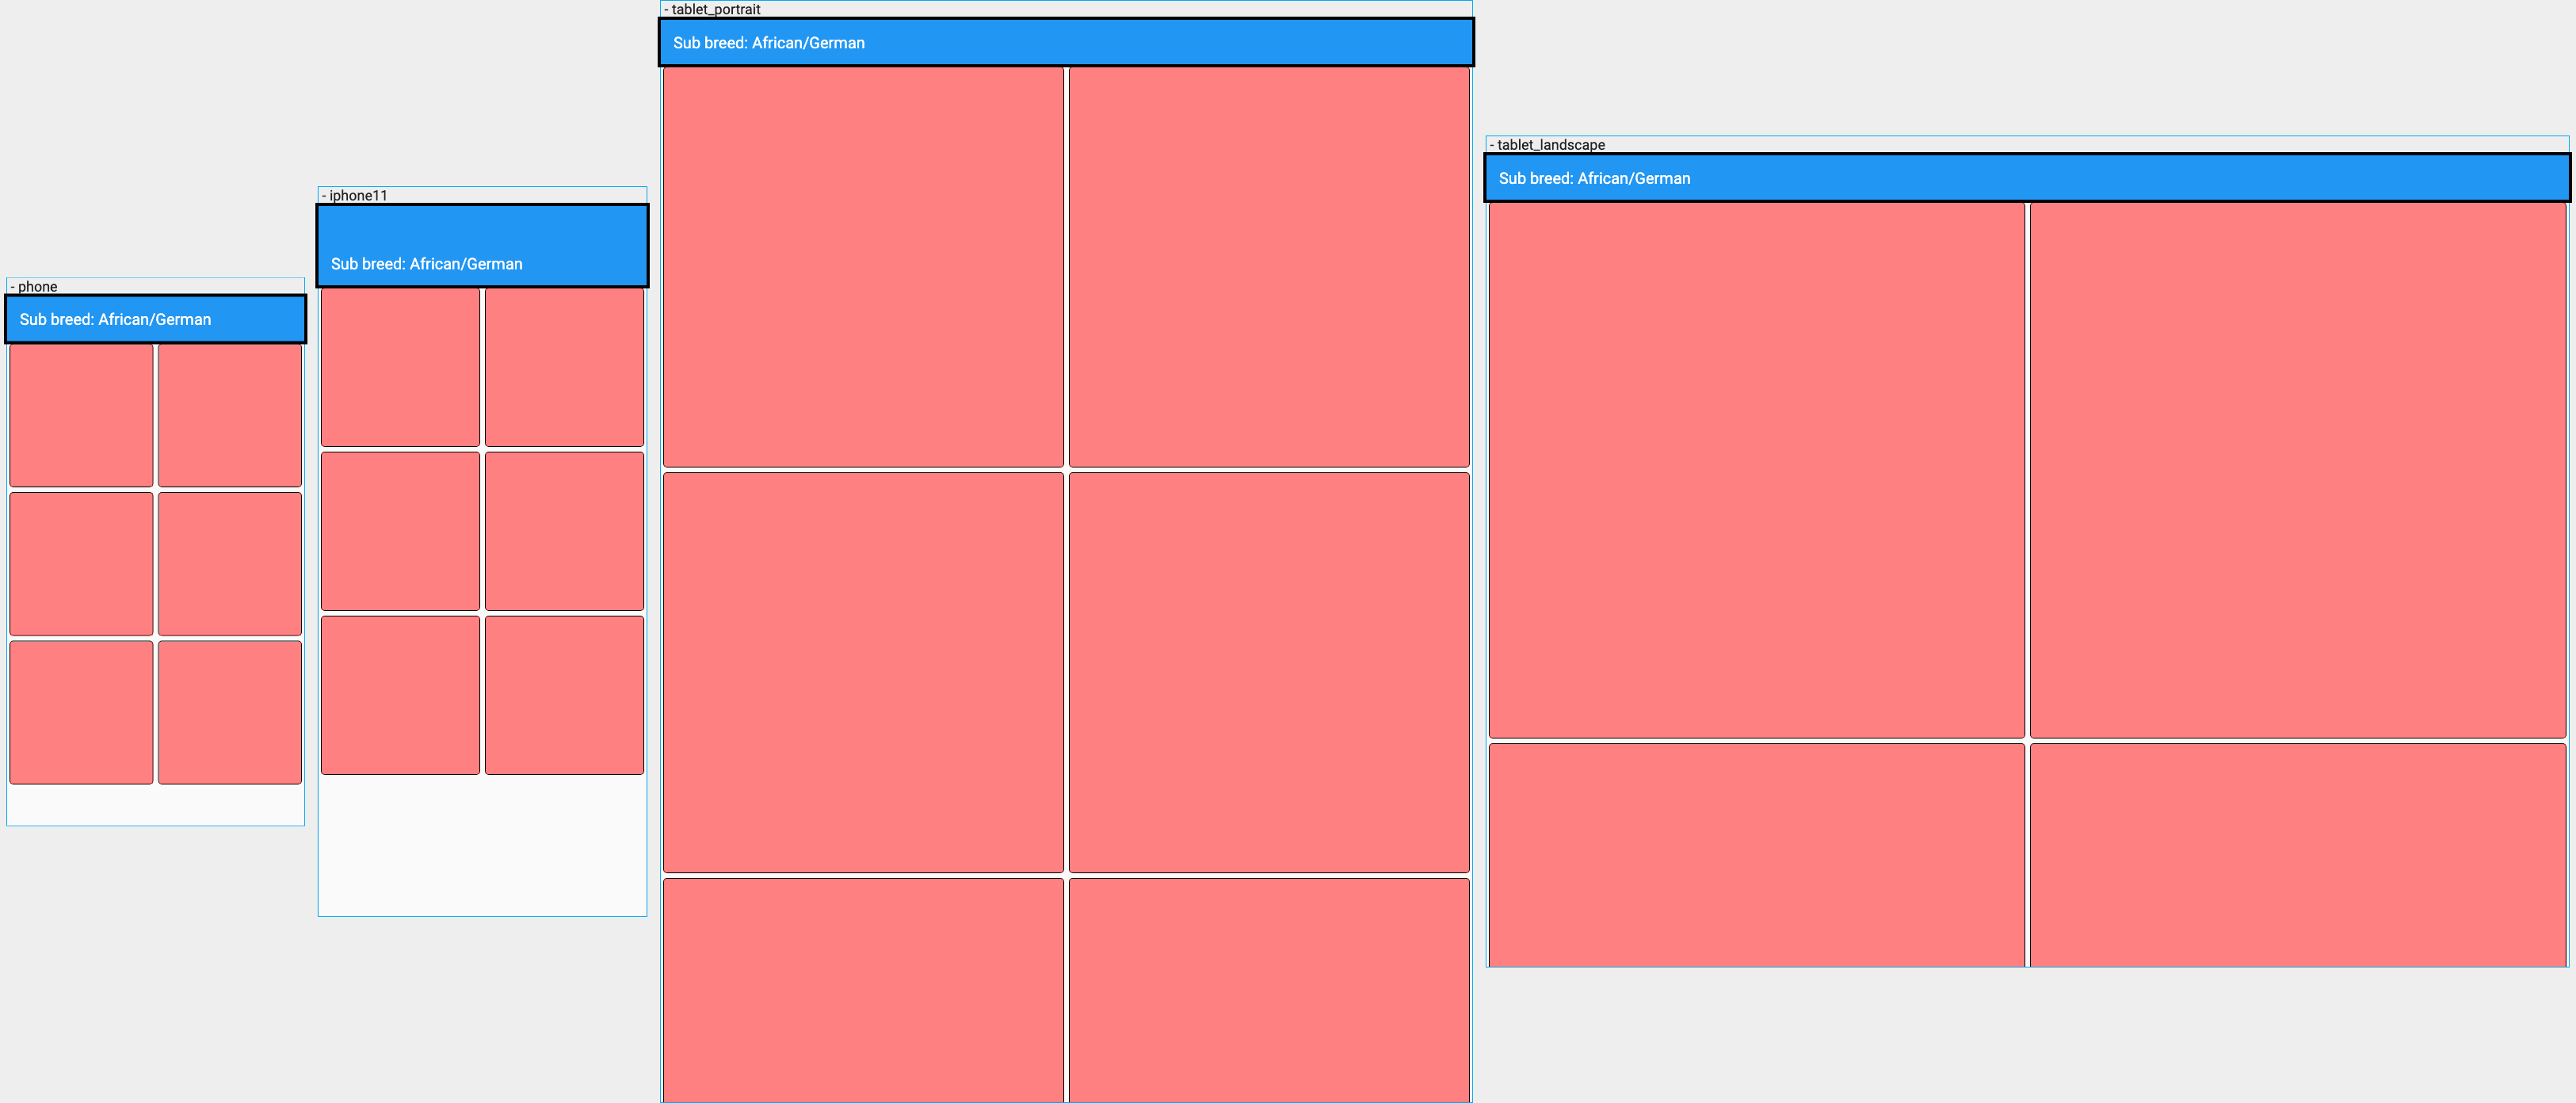 - phone
Sub breed: African/German
- iphone11
Sub breed: African/German
- tablet_portrait
Sub breed: African/German
- tablet_landscape
Sub breed: African/German